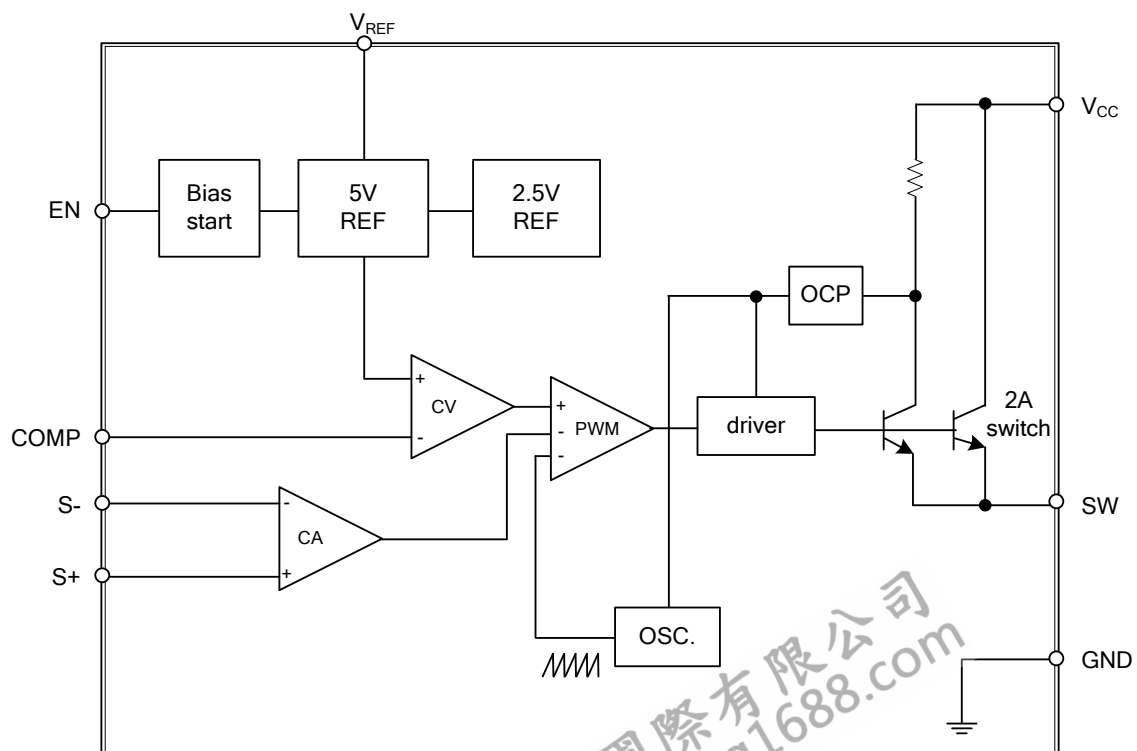 VREF
VCC
EN
Bias
start
5V
REF
2.5V
REF
OCP
+
CV
-
+
-
-
PWM
driver
2A
switch
COMP
S-
-
CA
+
S+
SW
OSC.
GND
際有限公司
1688.com